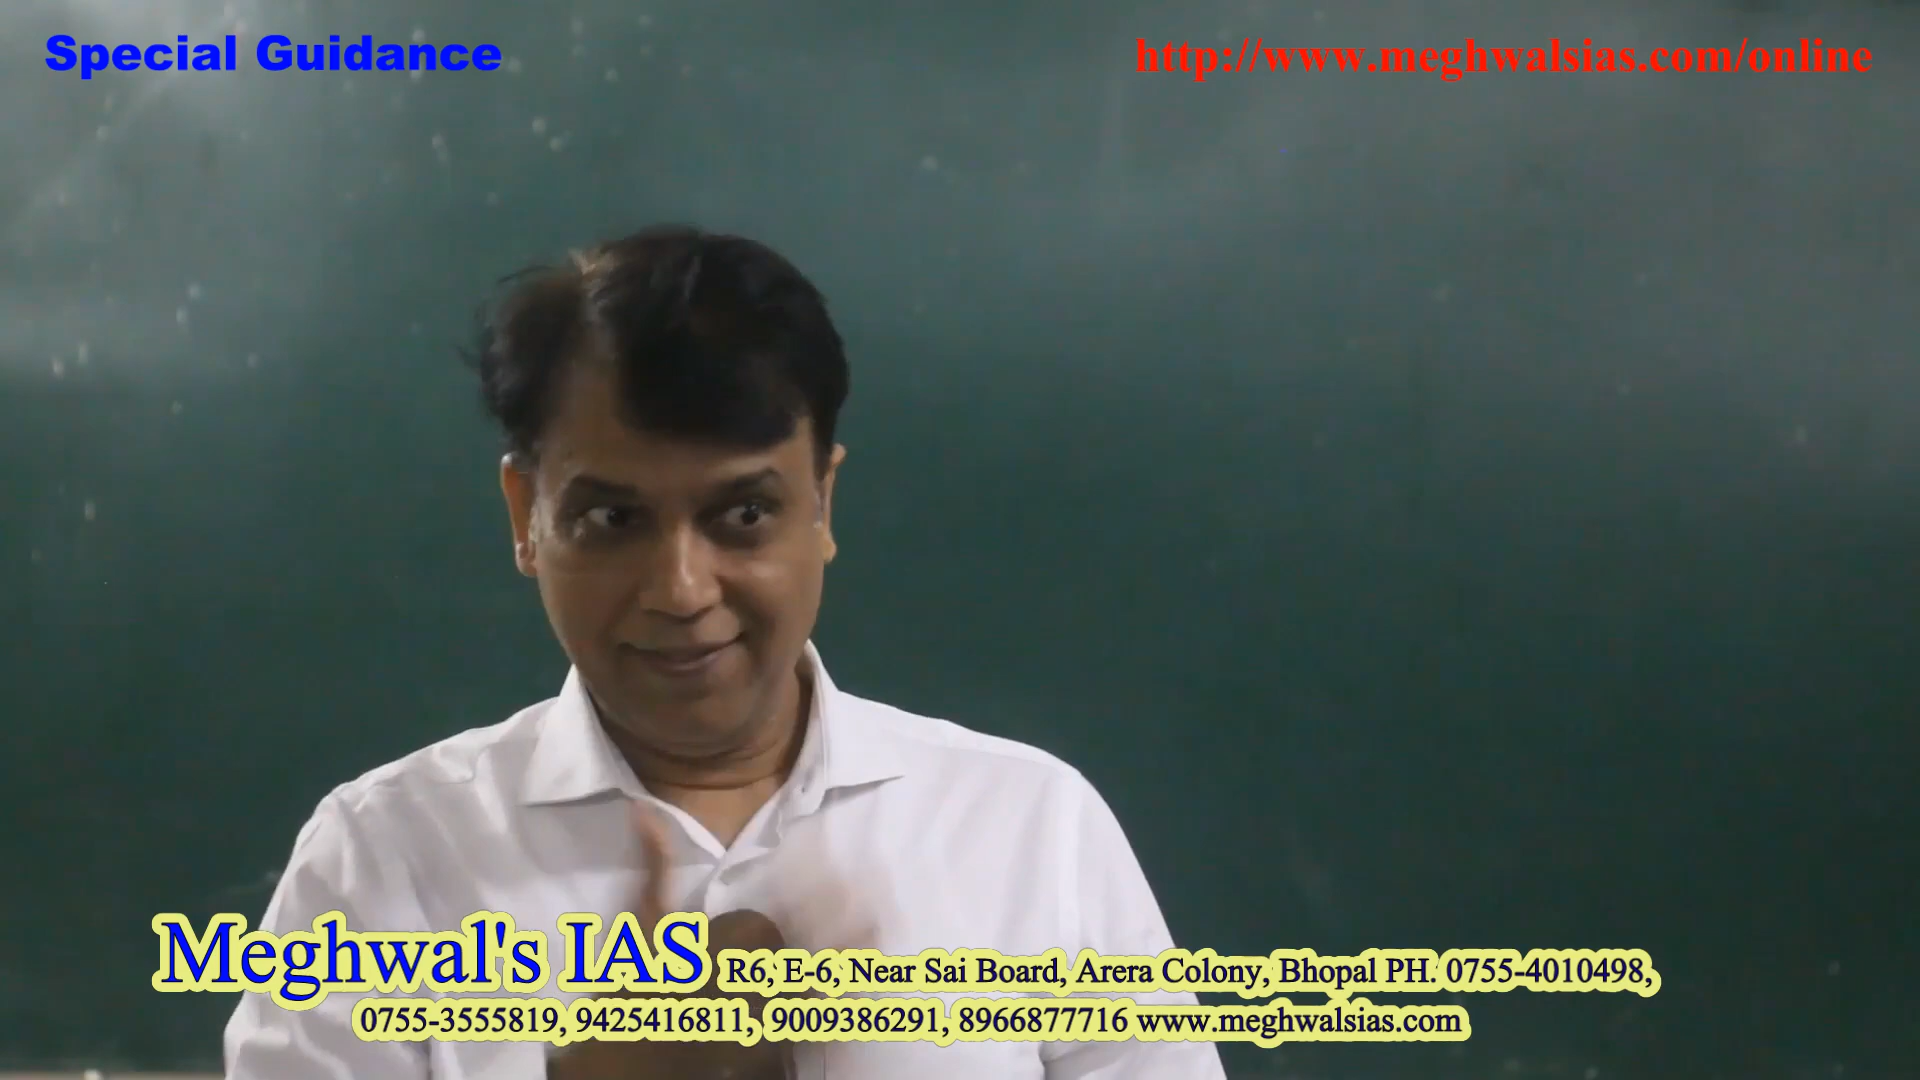 Special Guidance
http://www.meghwalsias.com/online
Meghwal's IAS R6, E-6, Near Sai Board, Arera Colony, Bhopal PH. 0755-4010498,
0755-3555819, 9425416811, 9009386291, 8966877716 www.meghwalsias.com